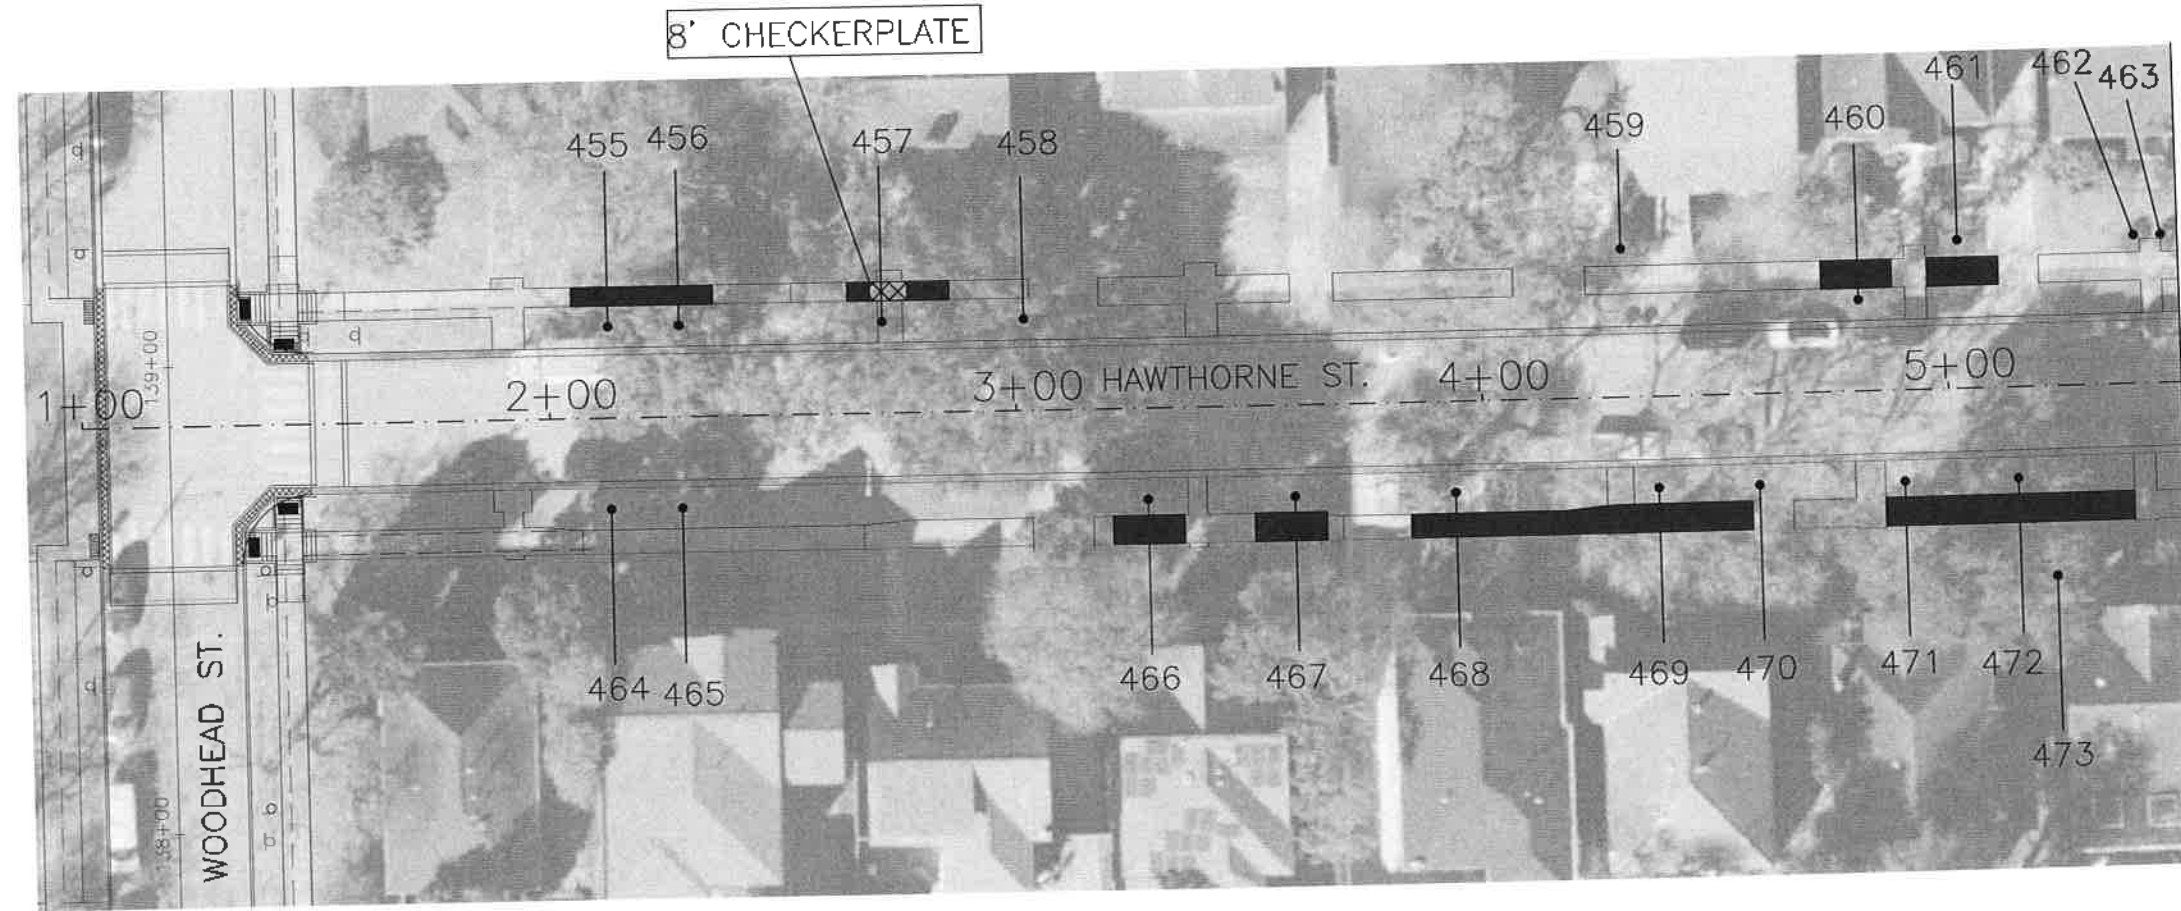 8' CHECKERPLATE
455 456 457 458 459 460 461 462 463
139+00
1+00 2+00 3+00 HAWTHORNE ST. 4+00 5+00
464 465 466 467 468 469 470 471 472
473
WOODHEAD ST.
138+00